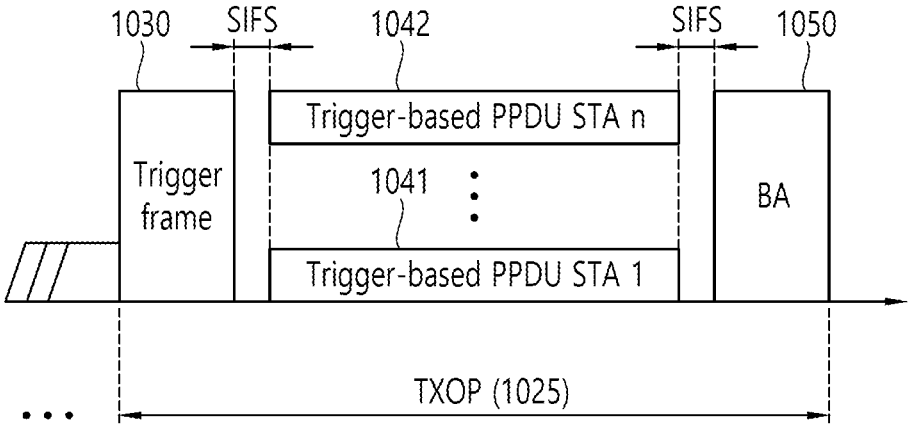 SIFS SIFS
1030 1042 1050
Trigger-based PPDU STA n
Trigger
frame
1041
BA
Trigger-based PPDU STA 1
TXOP (1025)